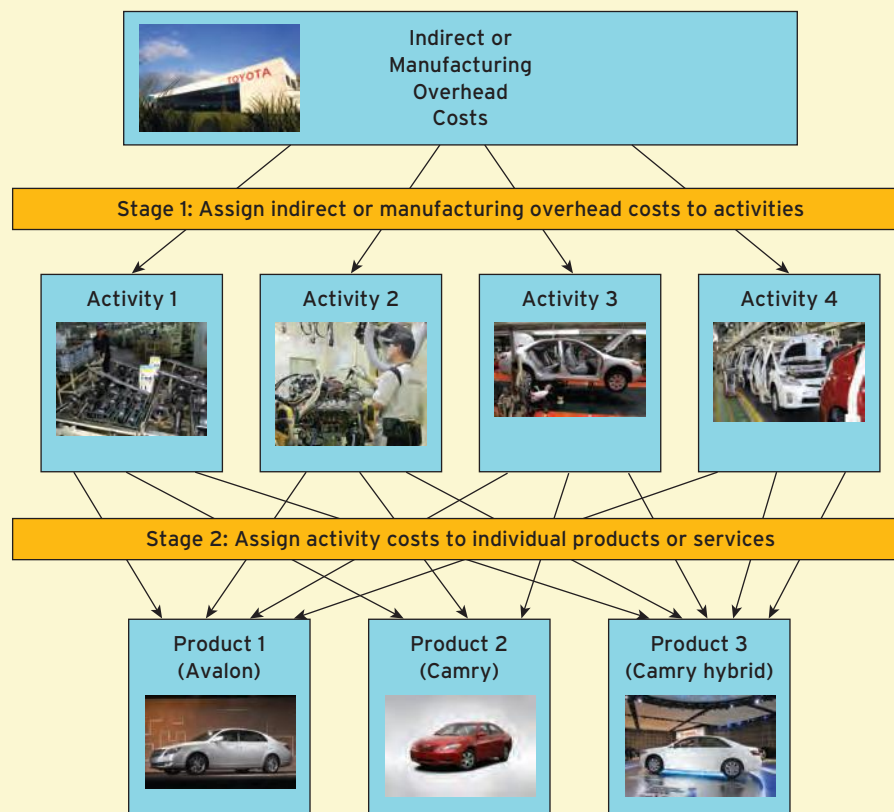 TOYOTA
Indirect or
Manufacturing
Overhead
Costs
Stage 1: Assign indirect or manufacturing overhead costs to activities
Activity 1
Activity 2
Activity 3
Activity 4
Stage 2: Assign activity costs to individual products or services
Product 1
(Avalon)
Product 2
(Camry)
Product 3
(Camry hybrid)